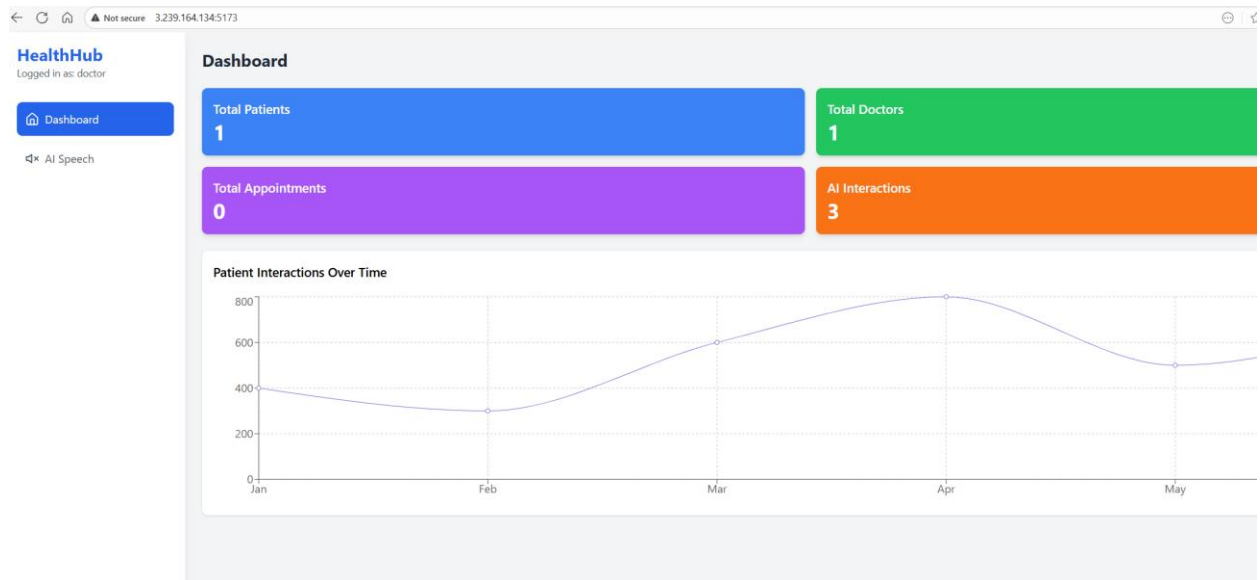 Not secure 3.239.164.134:5173
HealthHub
Logged in as: doctor
Dashboard
AI Speech
Dashboard
Total Patients
1
Total Doctors
1
Total Appointments
0
AI Interactions
3
Patient Interactions Over Time
800
600
400
200
0
Jan Feb Mar Apr May